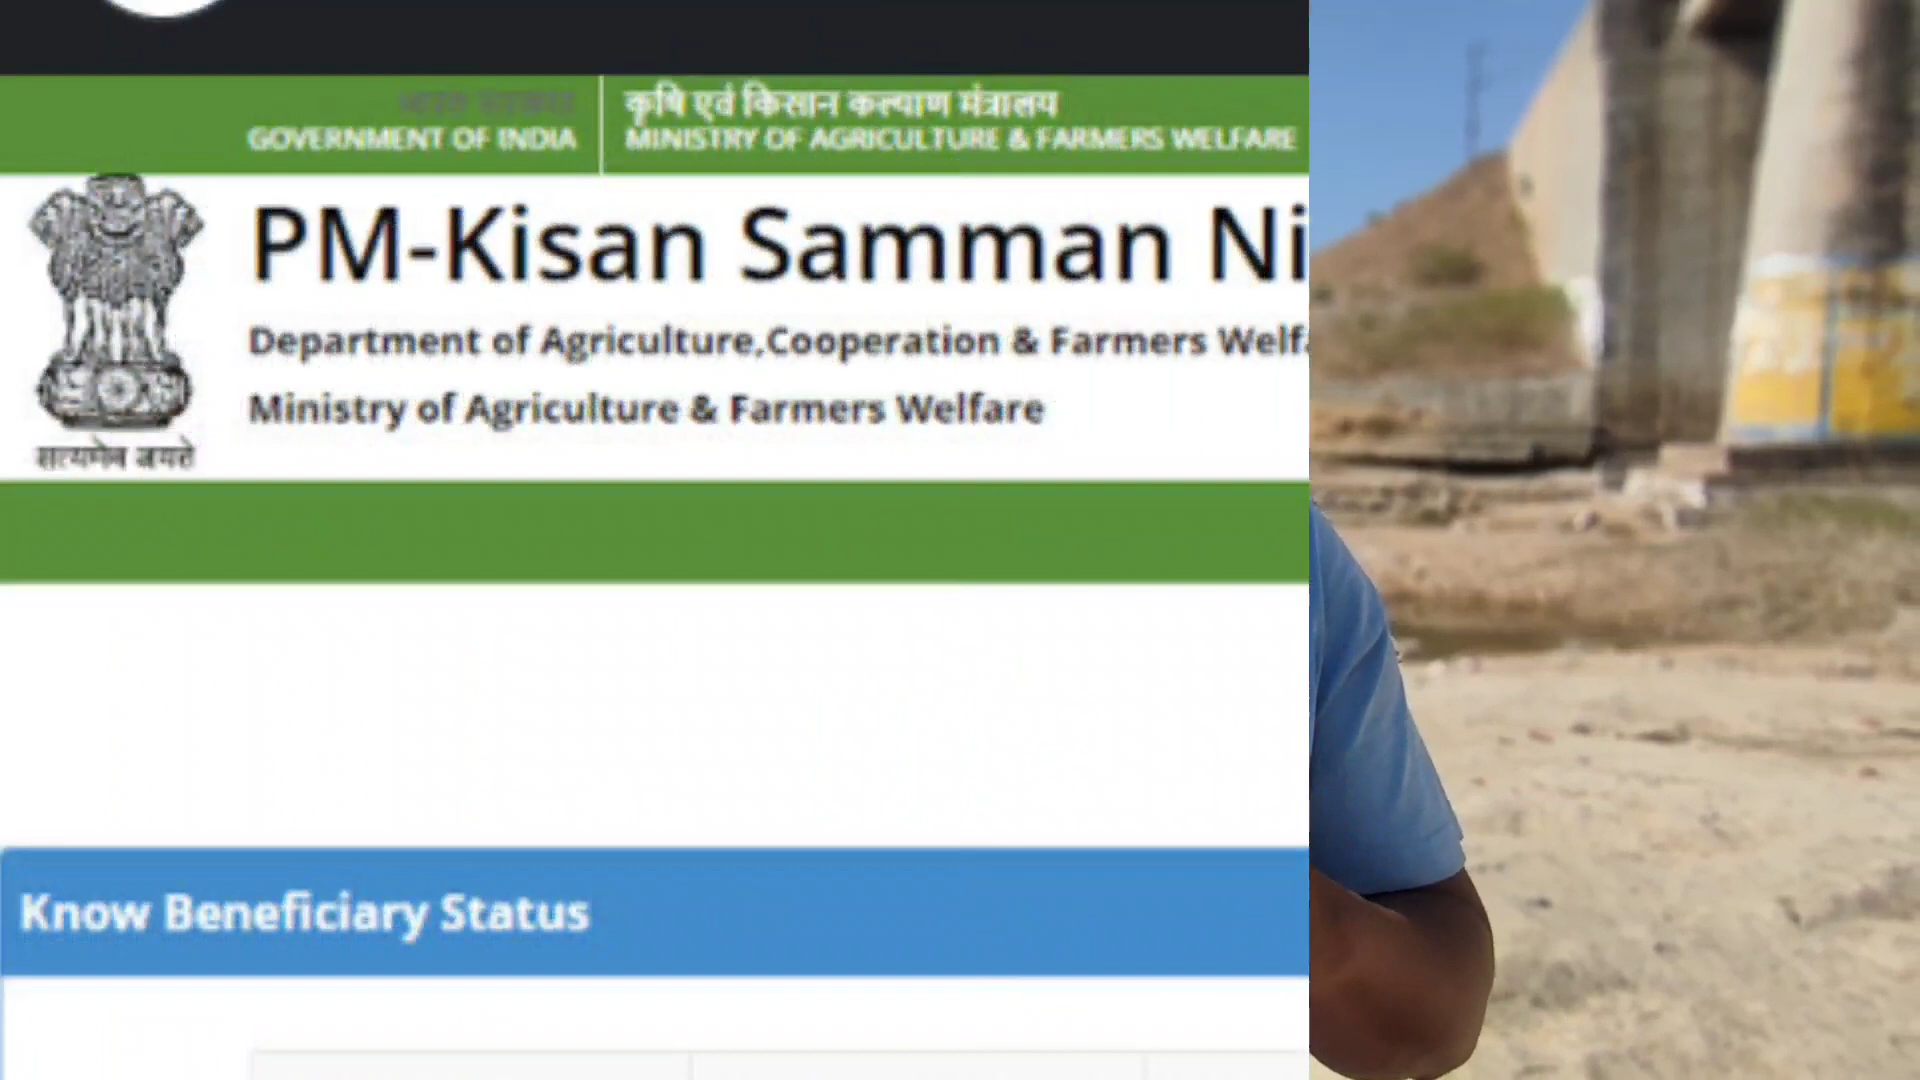 GOVERNMENT OF INDIA
कृषि एवं किसान कल्याण मंत्रालय
MINISTRY OF AGRICULTURE & FARMERS WELFARE
PM-Kisan Samman Ni
Department of Agriculture,Cooperation & Farmers Welfa
Ministry of Agriculture & Farmers Welfare
सत्यमेव जयते
Know Beneficiary Status